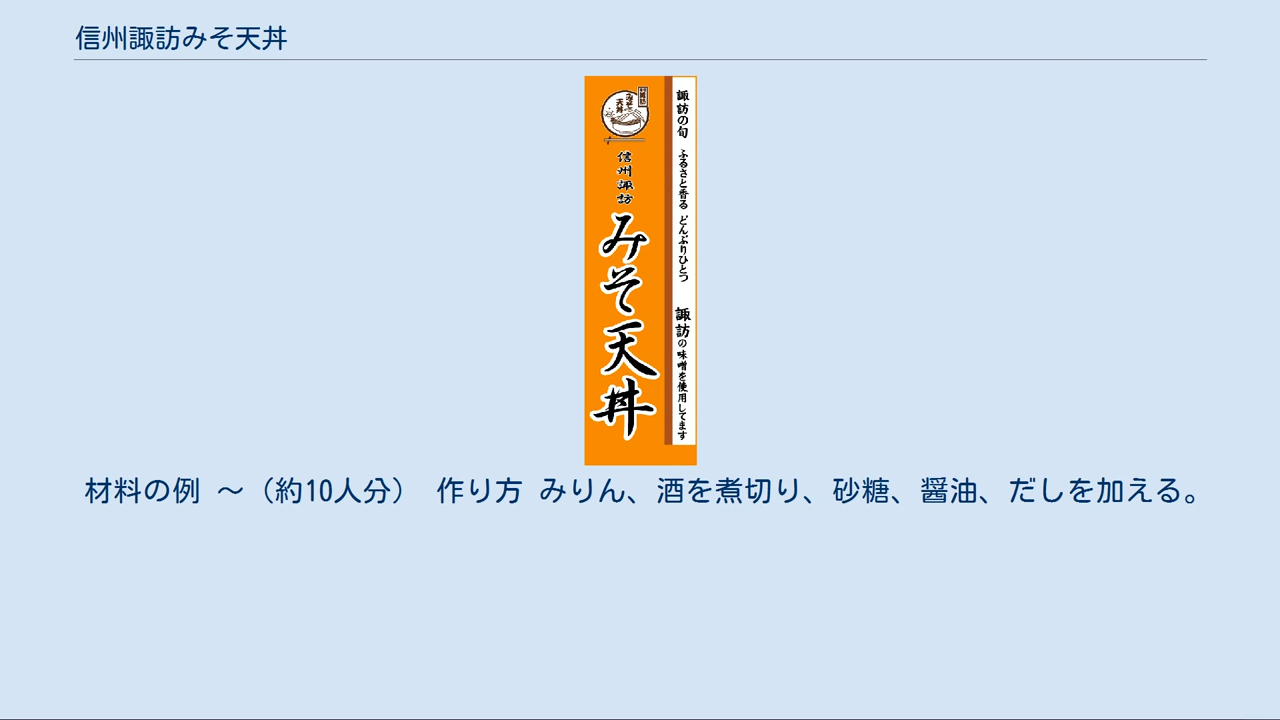 信州諏訪みそ天丼
諏訪の旬 ふるさと香る どんぶりひとつ
諏訪の味噌を使用してます
信州諏訪
みそ天丼
材料の例 ～（約10人分） 作り方 みりん、酒を煮切り、砂糖、醤油、だしを加える。